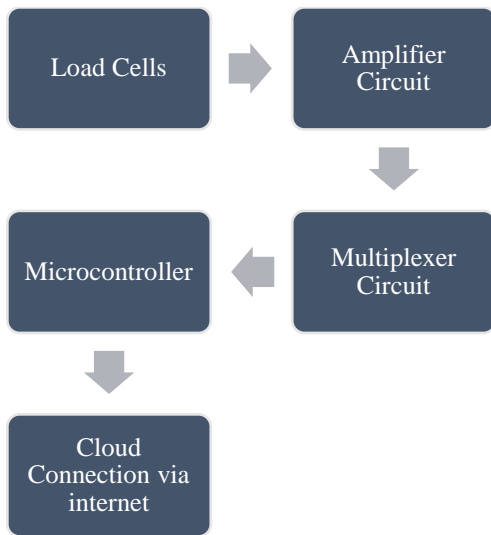 Load Cells
Amplifier
Circuit
Multiplexer
Circuit
Microcontroller
Cloud
Connection via
internet